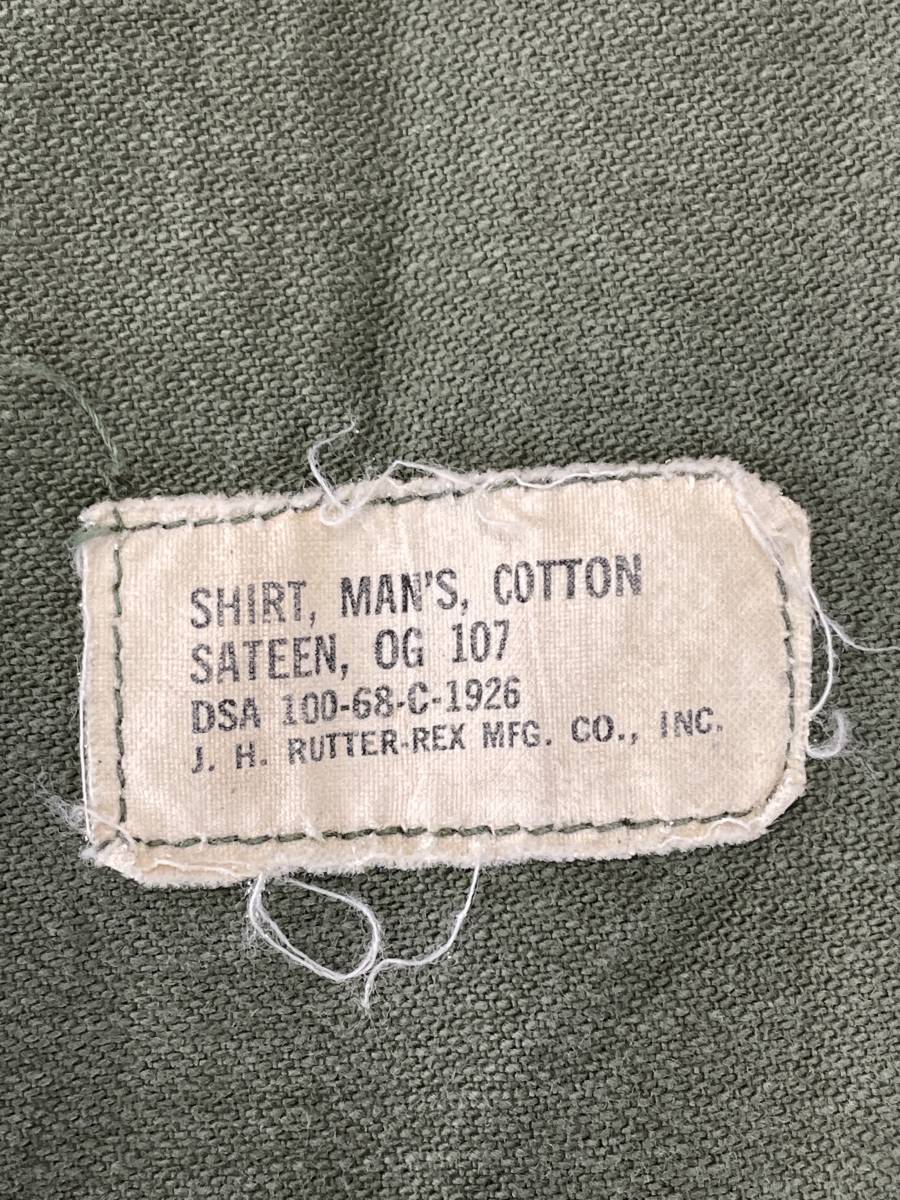 SHIRT, MAN'S, COTTON
SATEEN, OG 107
DSA 100-68-C-1926
J. H. RUTTER-REX MFG. CO., INC.